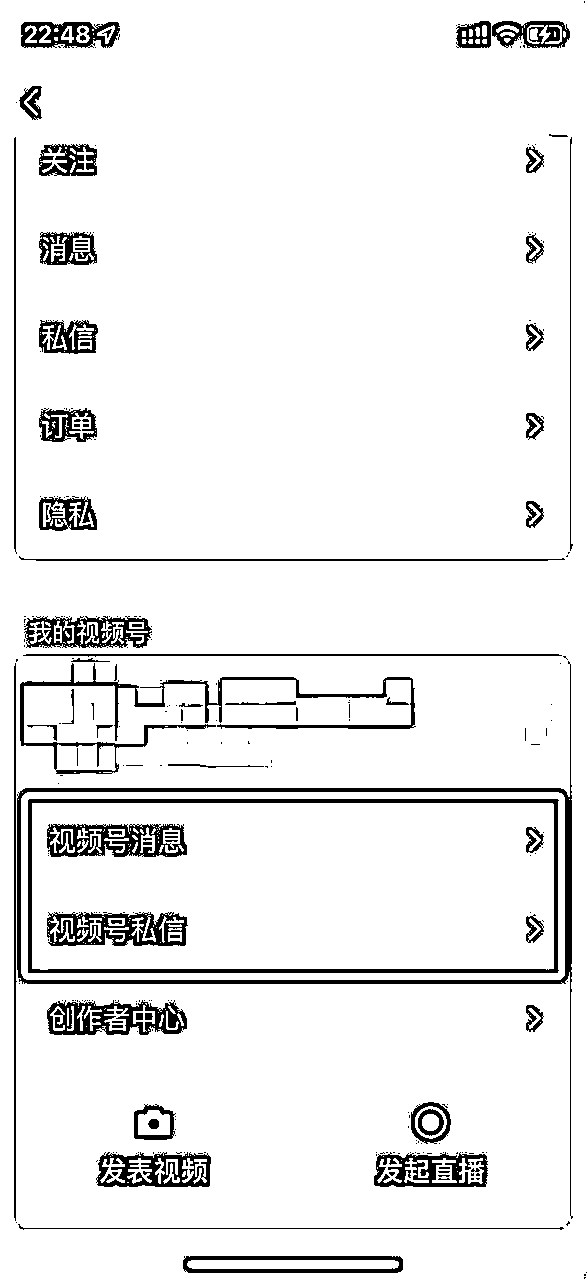 22:48
关注
消息
私信
订单
隐私
我的视频号
视频号消息
视频号私信
创作者中心
发表视频
发起直播